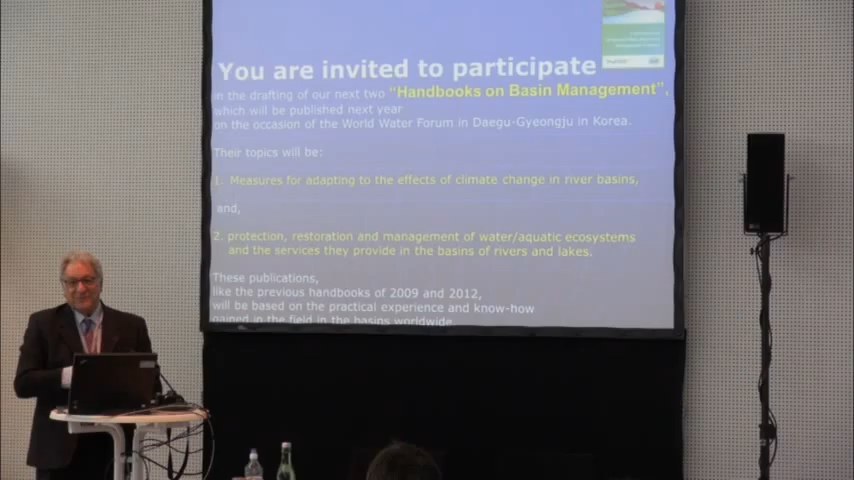 You are invited to participate
in the drafting of our next two "Handbooks on Basin Management",
which will be published next year
on the occasion of the World Water Forum in Daegu-Gyeongju in Korea.
Their topics will be:
1. Measures for adapting to the effects of climate change in river basins,
and,
2. protection, restoration and management of water/aquatic ecosystems
and the services they provide in the basins of rivers and lakes.
These publications,
like the previous handbooks of 2009 and 2012,
will be based on the practical experience and know-how
gained in the field in the basins worldwide.